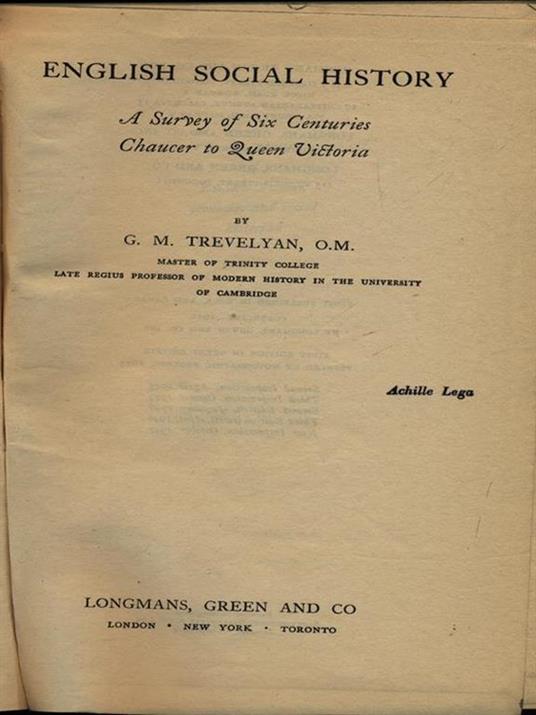 ENGLISH SOCIAL HISTORY
A Survey of Six Centuries
Chaucer to Queen Victoria
BY
G. M. TREVELYAN, O.M.
MASTER OF TRINITY COLLEGE
LATE REGIUS PROFESSOR OF MODERN HISTORY IN THE UNIVERSITY
OF CAMBRIDGE
Achille Lega
LONGMANS, GREEN AND CO
LONDON • NEW YORK • TORONTO